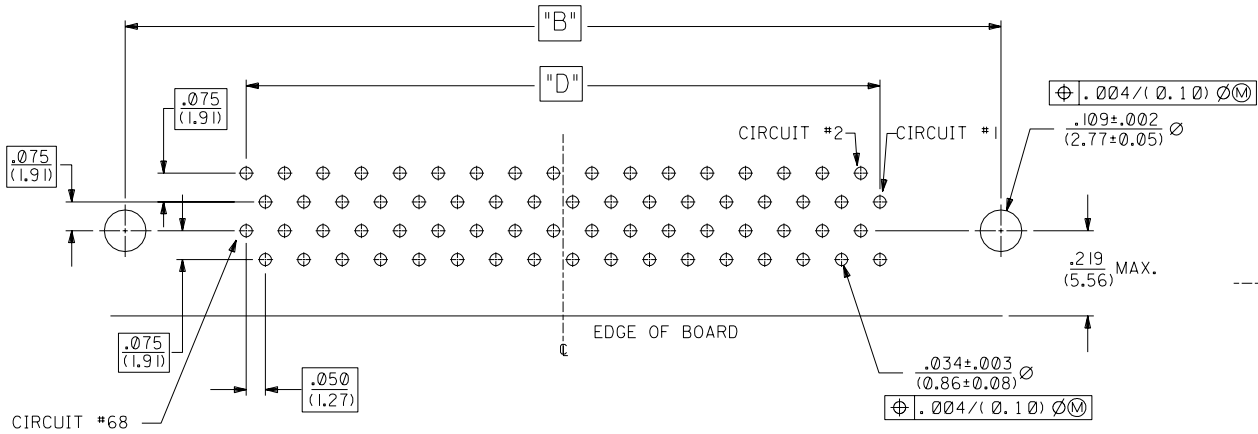 "B"
"D"
.075
(1.91)
⌖ .004/(0.10) ØⓂ
.109±.002
(2.77±0.05) Ø
CIRCUIT #2
CIRCUIT #1
.075
(1.91)
.219
(5.56) MAX.
EDGE OF BOARD
℄
.075
(1.91)
.050
(1.27)
.034±.003
(0.86±0.08) Ø
⌖ .004/(0.10) ØⓂ
CIRCUIT #68